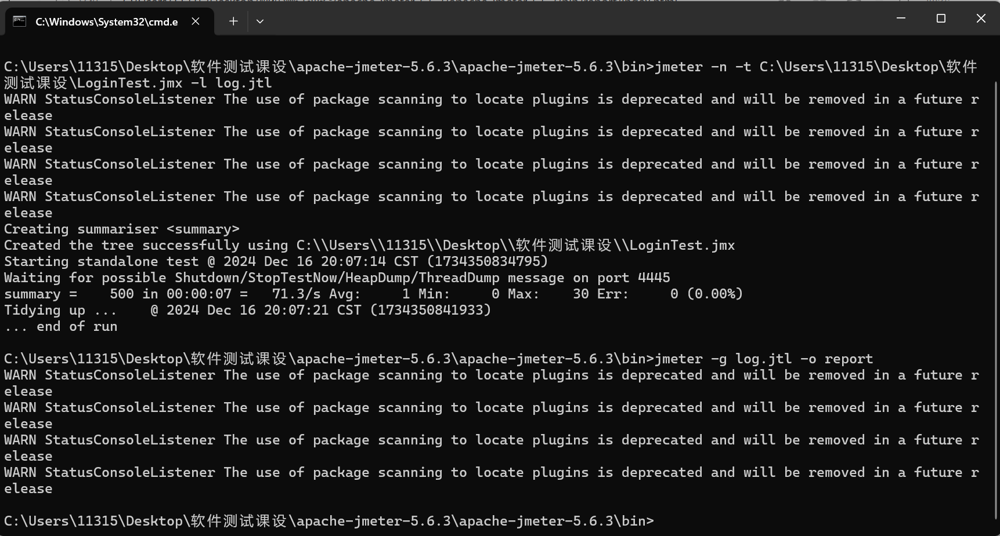 C:\Windows\System32\cmd.e
C:\Users\11315\Desktop\软件测试课设\apache-jmeter-5.6.3\apache-jmeter-5.6.3\bin>jmeter -n -t C:\Users\11315\Desktop\软件
测试课设\LoginTest.jmx -l log.jtl
WARN StatusConsoleListener The use of package scanning to locate plugins is deprecated and will be removed in a future r
elease
WARN StatusConsoleListener The use of package scanning to locate plugins is deprecated and will be removed in a future r
elease
WARN StatusConsoleListener The use of package scanning to locate plugins is deprecated and will be removed in a future r
elease
WARN StatusConsoleListener The use of package scanning to locate plugins is deprecated and will be removed in a future r
elease
Creating summariser <summary>
Created the tree successfully using C:\\Users\\11315\\Desktop\\软件测试课设\\LoginTest.jmx
Starting standalone test @ 2024 Dec 16 20:07:14 CST (1734350834795)
Waiting for possible Shutdown/StopTestNow/HeapDump/ThreadDump message on port 4445
summary =    500 in 00:00:07 =   71.3/s Avg:     1 Min:     0 Max:    30 Err:     0 (0.00%)
Tidying up ...    @ 2024 Dec 16 20:07:21 CST (1734350841933)
... end of run
C:\Users\11315\Desktop\软件测试课设\apache-jmeter-5.6.3\apache-jmeter-5.6.3\bin>jmeter -g log.jtl -o report
WARN StatusConsoleListener The use of package scanning to locate plugins is deprecated and will be removed in a future r
elease
WARN StatusConsoleListener The use of package scanning to locate plugins is deprecated and will be removed in a future r
elease
WARN StatusConsoleListener The use of package scanning to locate plugins is deprecated and will be removed in a future r
elease
WARN StatusConsoleListener The use of package scanning to locate plugins is deprecated and will be removed in a future r
elease
C:\Users\11315\Desktop\软件测试课设\apache-jmeter-5.6.3\apache-jmeter-5.6.3\bin>